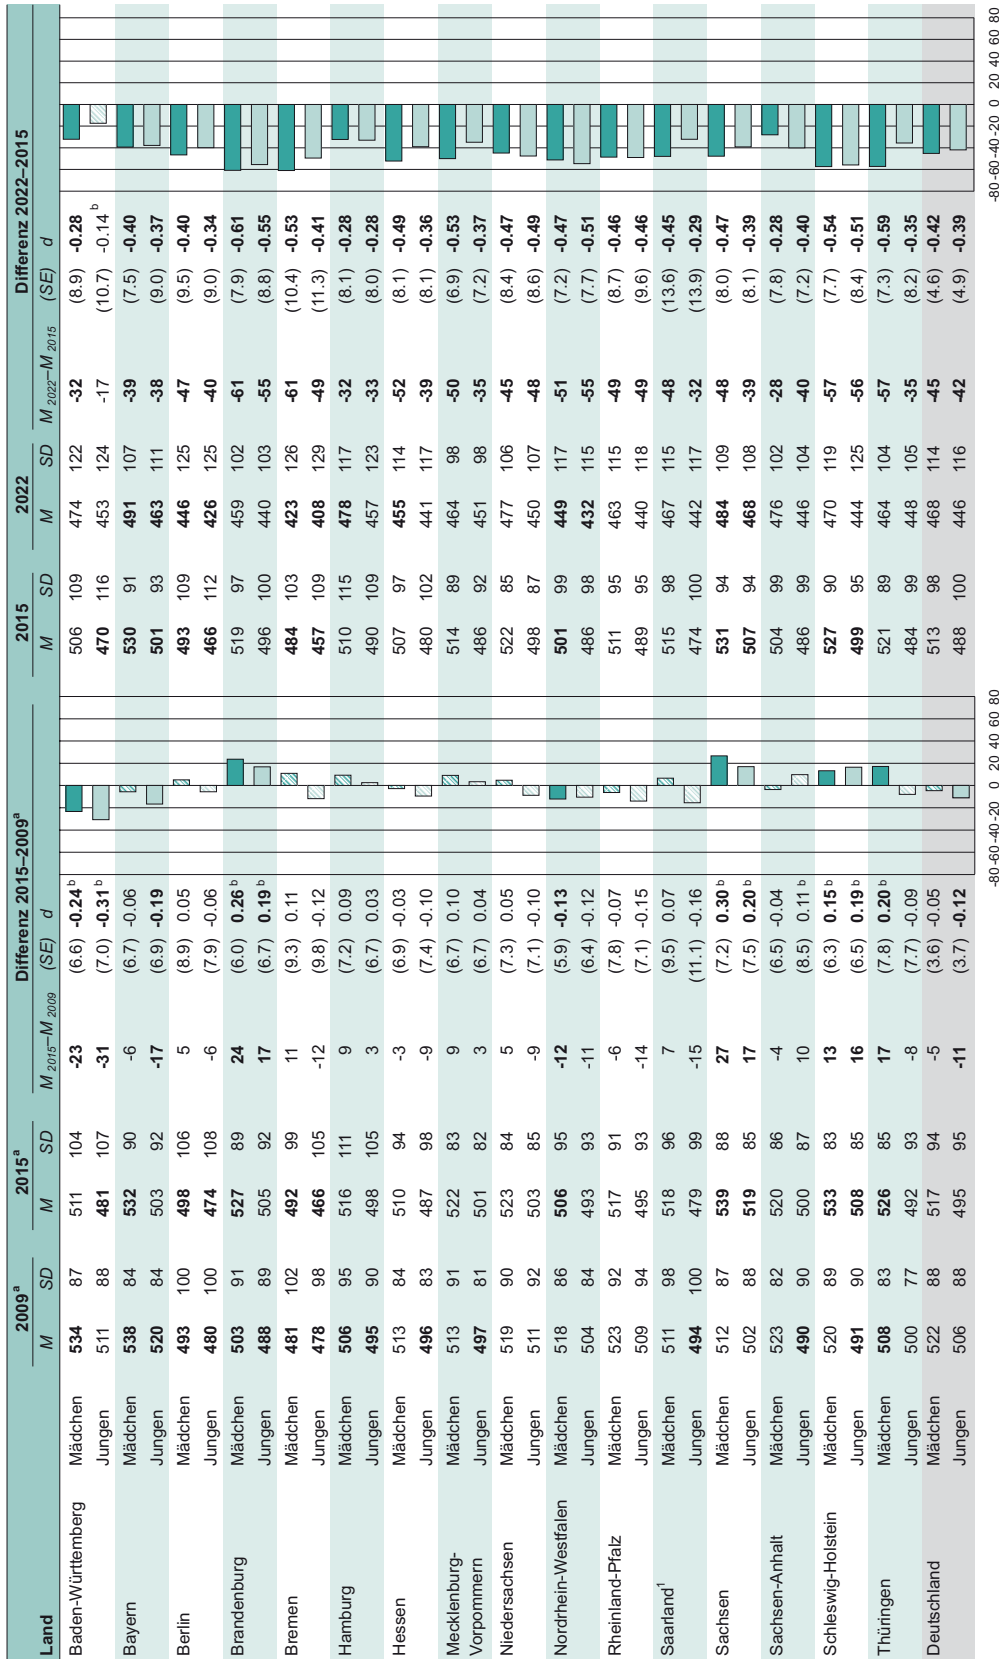 Land 2009ᵃ 2015ᵃ Differenz 2015–2009ᵃ 2015 2022 Differenz 2022–2015
M SD M SD M 2015–M 2009 (SE) d M SD M SD M 2022–M 2015 (SE) d
Baden-Württemberg Mädchen 534 87 511 104 -23 (6.6) -0.24 ᵇ 506 109 474 122 -32 (8.9) -0.28
Jungen 511 88 481 107 -31 (7.0) -0.31 ᵇ 470 116 453 124 -17 (10.7) -0.14 ᵇ
Bayern Mädchen 538 84 532 90 -6 (6.7) -0.06 530 91 491 107 -39 (7.5) -0.40
Jungen 520 84 503 92 -17 (6.9) -0.19 501 93 463 111 -38 (9.0) -0.37
Berlin Mädchen 493 100 498 106 5 (8.9) 0.05 493 109 446 125 -47 (9.5) -0.40
Jungen 480 100 474 108 -6 (7.9) -0.06 466 112 426 125 -40 (9.0) -0.34
Brandenburg Mädchen 503 91 527 89 24 (6.0) 0.26 ᵇ 519 97 459 102 -61 (7.9) -0.61
Jungen 488 89 505 92 17 (6.7) 0.19 ᵇ 496 100 440 103 -55 (8.8) -0.55
Bremen Mädchen 481 102 492 99 11 (9.3) 0.11 484 103 423 126 -61 (10.4) -0.53
Jungen 478 98 466 105 -12 (9.8) -0.12 457 109 408 129 -49 (11.3) -0.41
Hamburg Mädchen 506 95 516 111 9 (7.2) 0.09 510 115 478 117 -32 (8.1) -0.28
Jungen 495 90 498 105 3 (6.7) 0.03 490 109 457 123 -33 (8.0) -0.28
Hessen Mädchen 513 84 510 94 -3 (6.9) -0.03 507 97 455 114 -52 (8.1) -0.49
Jungen 496 83 487 98 -9 (7.4) -0.10 480 102 441 117 -39 (8.1) -0.36
Mecklenburg- Mädchen 513 91 522 83 9 (6.7) 0.10 514 89 464 98 -50 (6.9) -0.53
Vorpommern Jungen 497 81 501 82 3 (6.7) 0.04 486 92 451 98 -35 (7.2) -0.37
Niedersachsen Mädchen 519 90 523 84 5 (7.3) 0.05 522 85 477 106 -45 (8.4) -0.47
Jungen 511 92 503 85 -9 (7.1) -0.10 498 87 450 107 -48 (8.6) -0.49
Nordrhein-Westfalen Mädchen 518 86 506 95 -12 (5.9) -0.13 501 99 449 117 -51 (7.2) -0.47
Jungen 504 84 493 93 -11 (6.4) -0.12 486 98 432 115 -55 (7.7) -0.51
Rheinland-Pfalz Mädchen 523 92 517 91 -6 (7.8) -0.07 511 95 463 115 -49 (8.7) -0.46
Jungen 509 94 495 93 -14 (7.1) -0.15 489 95 440 118 -49 (9.6) -0.46
Saarland¹ Mädchen 511 98 518 96 7 (9.5) 0.07 515 98 467 115 -48 (13.6) -0.45
Jungen 494 100 479 99 -15 (11.1) -0.16 474 100 442 117 -32 (13.9) -0.29
Sachsen Mädchen 512 87 539 88 27 (7.2) 0.30 ᵇ 531 94 484 109 -48 (8.0) -0.47
Jungen 502 88 519 85 17 (7.5) 0.20 ᵇ 507 94 468 108 -39 (8.1) -0.39
Sachsen-Anhalt Mädchen 523 82 520 86 -4 (6.5) -0.04 504 99 476 102 -28 (7.8) -0.28
Jungen 490 90 500 87 10 (8.5) 0.11 ᵇ 486 99 446 104 -40 (7.2) -0.40
Schleswig-Holstein Mädchen 520 89 533 83 13 (6.3) 0.15 ᵇ 527 90 470 119 -57 (7.7) -0.54
Jungen 491 90 508 85 16 (6.5) 0.19 ᵇ 499 95 444 125 -56 (8.4) -0.51
Thüringen Mädchen 508 83 526 85 17 (7.8) 0.20 ᵇ 521 89 464 104 -57 (7.3) -0.59
Jungen 500 77 492 93 -8 (7.7) -0.09 484 99 448 105 -35 (8.2) -0.35
Deutschland Mädchen 522 88 517 94 -5 (3.6) -0.05 513 98 468 114 -45 (4.6) -0.42
Jungen 506 88 495 95 -11 (3.7) -0.12 488 100 446 116 -42 (4.9) -0.39
-80 -60 -40 -20 0 20 40 60 80 -80 -60 -40 -20 0 20 40 60 80